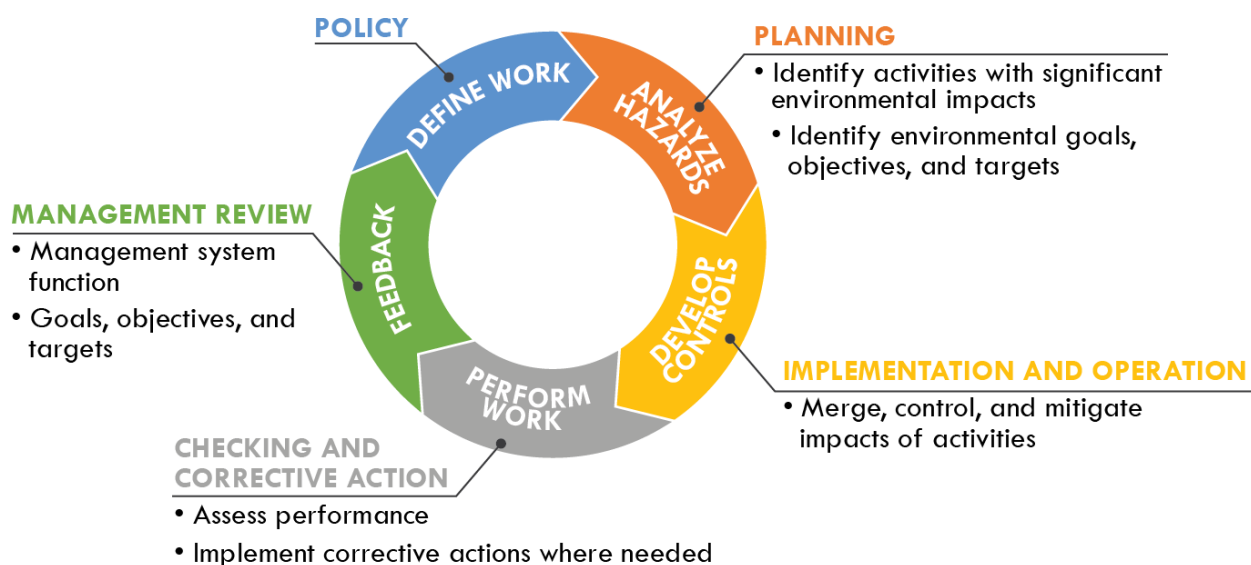 POLICY
DEFINE WORK
PLANNING
• Identify activities with significant
environmental impacts
• Identify environmental goals,
objectives, and targets
ANALYZE
HAZARDS
IMPLEMENTATION AND OPERATION
• Merge, control, and mitigate
impacts of activities
DEVELOP
CONTROLS
CHECKING AND
CORRECTIVE ACTION
• Assess performance
• Implement corrective actions where needed
PERFORM
WORK
MANAGEMENT REVIEW
• Management system
function
• Goals, objectives, and
targets
FEEDBACK